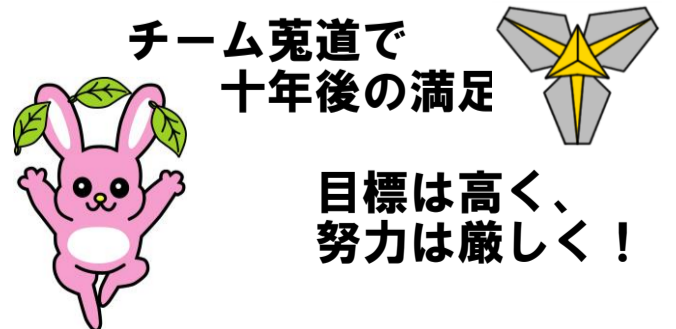 チーム莵道で
十年後の満足
目標は高く、
努力は厳しく！